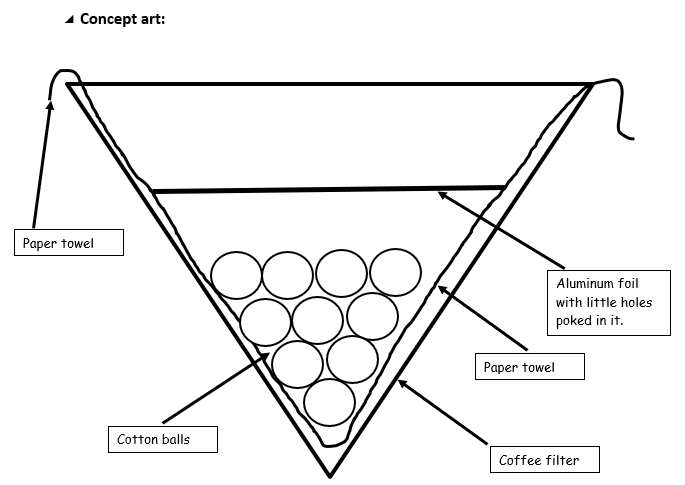 Concept art:
Paper towel
Aluminum foil
with little holes
poked in it.
Paper towel
Cotton balls
Coffee filter